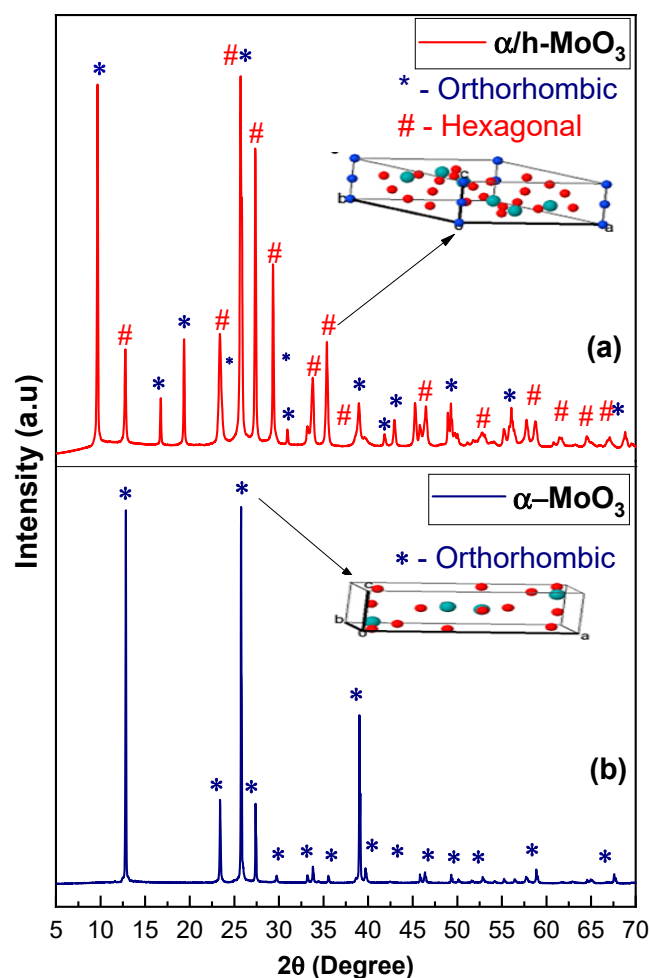 α/h-MoO₃
* - Orthorhombic
# - Hexagonal
c
b
a
(a)
Intensity (a.u)
α–MoO₃
* - Orthorhombic
c
b
a
(b)
5 10 15 20 25 30 35 40 45 50 55 60 65 70
2θ (Degree)